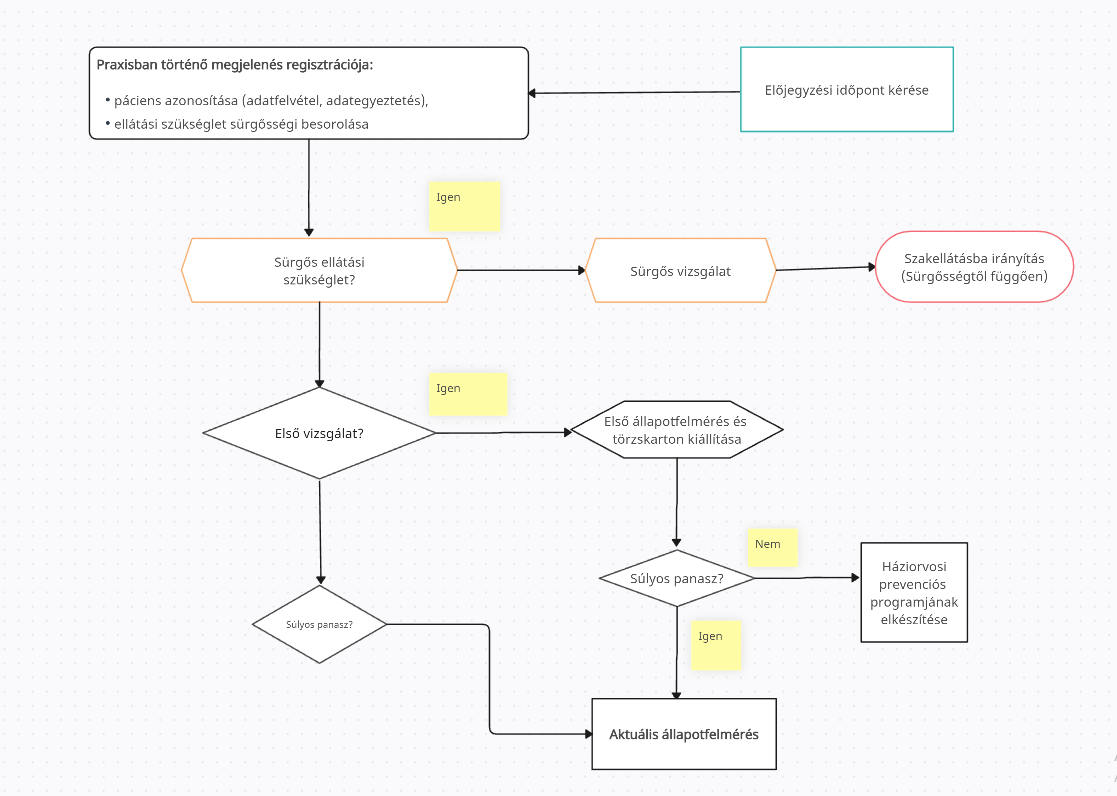 Praxisban történő megjelenés regisztrációja:
• páciens azonosítása (adatfelvétel, adategyeztetés),
• ellátási szükséglet sürgősségi besorolása
Előjegyzési időpont kérése
Igen
Sürgős ellátási
szükséglet?
Sürgős vizsgálat
Szakellátásba irányítás
(Sürgősségtől függően)
Igen
Első vizsgálat?
Első állapotfelmérés és
törzskarton kiállítása
Nem
Súlyos panasz?
Háziorvosi
prevenciós
programjának
elkészítése
Súlyos panasz?
Igen
Aktuális állapotfelmérés